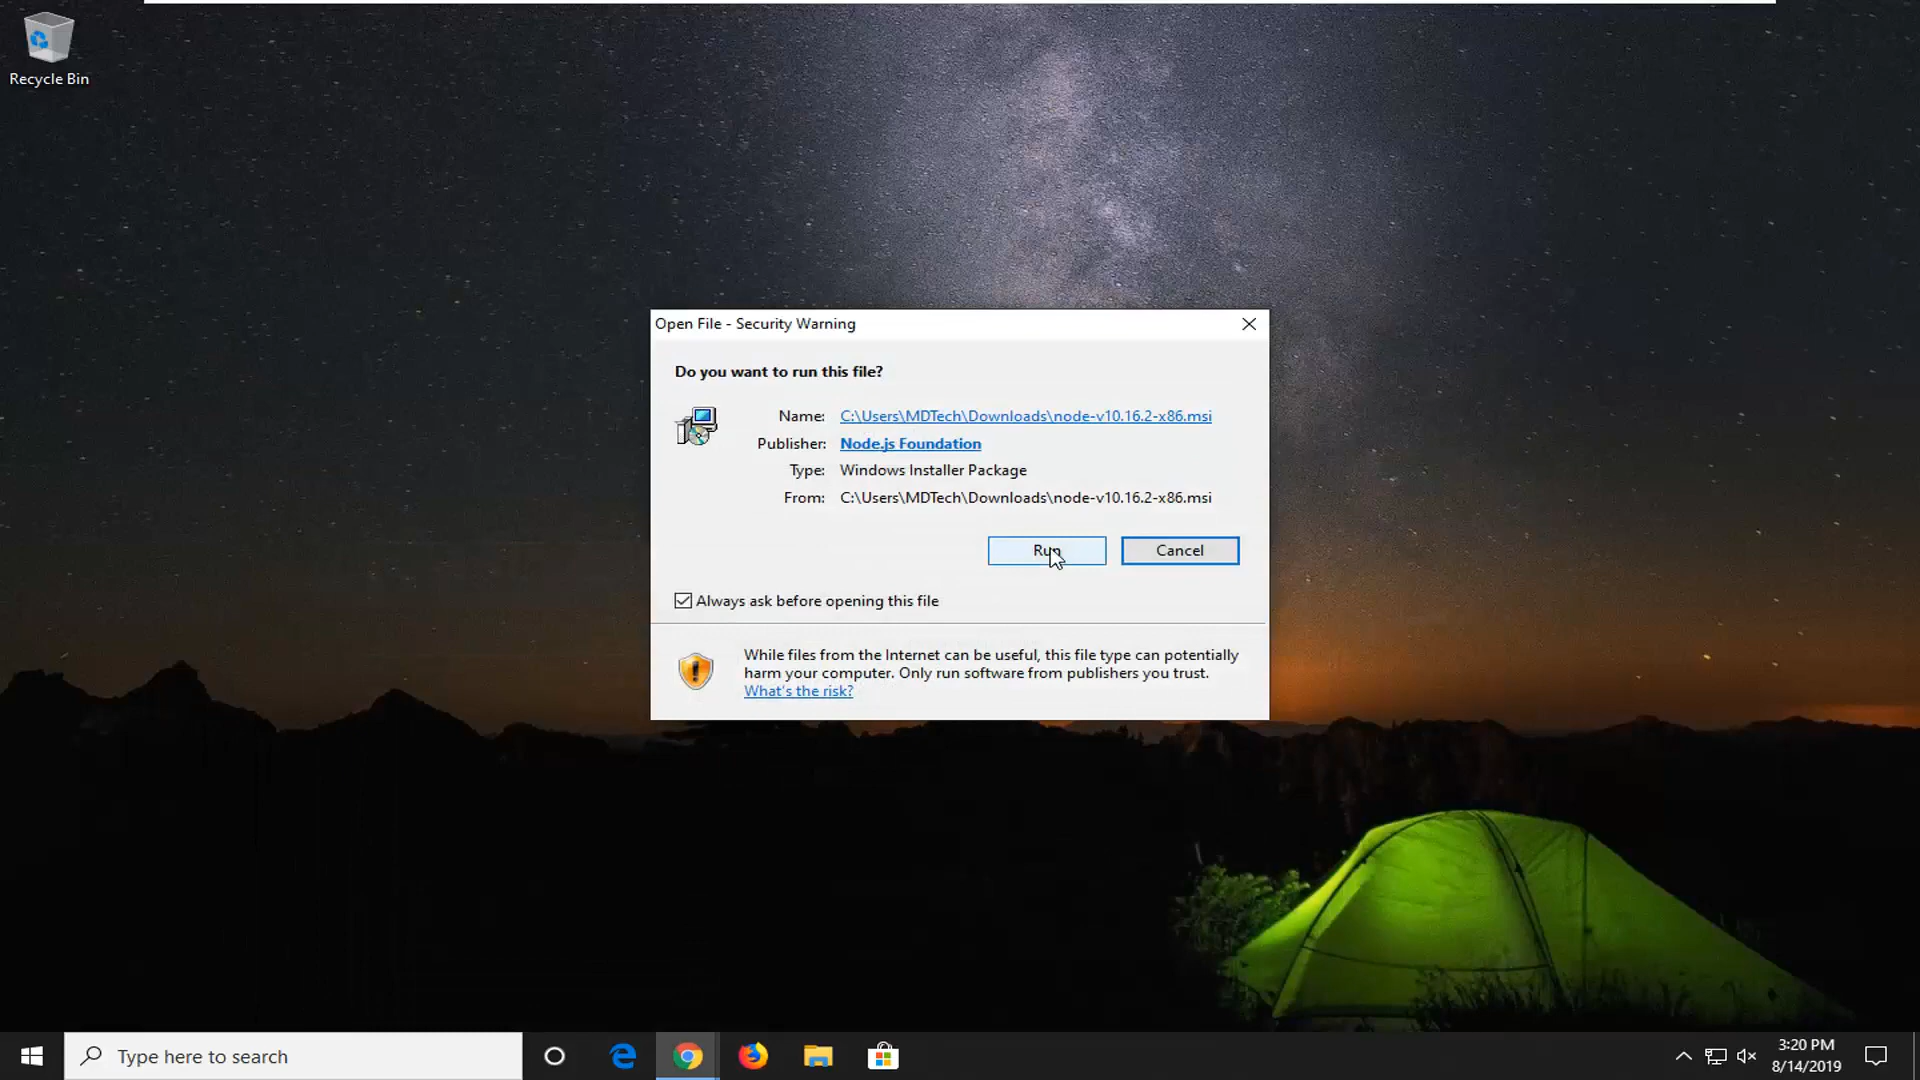 Recycle Bin
Open File - Security Warning
Do you want to run this file?
Name: C:\Users\MDTech\Downloads\node-v10.16.2-x86.msi
Publisher: Node.js Foundation
Type: Windows Installer Package
From: C:\Users\MDTech\Downloads\node-v10.16.2-x86.msi
Run Cancel
Always ask before opening this file
While files from the Internet can be useful, this file type can potentially
harm your computer. Only run software from publishers you trust.
What's the risk?
Type here to search
3:20 PM
8/14/2019